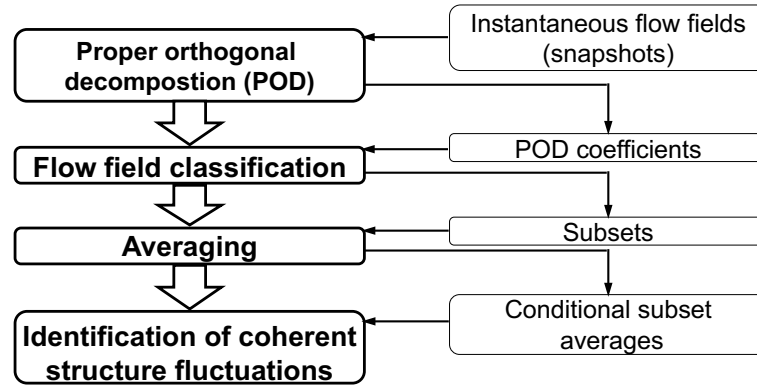 Proper orthogonal
decompostion (POD)
Instantaneous flow fields
(snapshots)
Flow field classification
POD coefficients
Averaging
Subsets
Identification of coherent
structure fluctuations
Conditional subset
averages